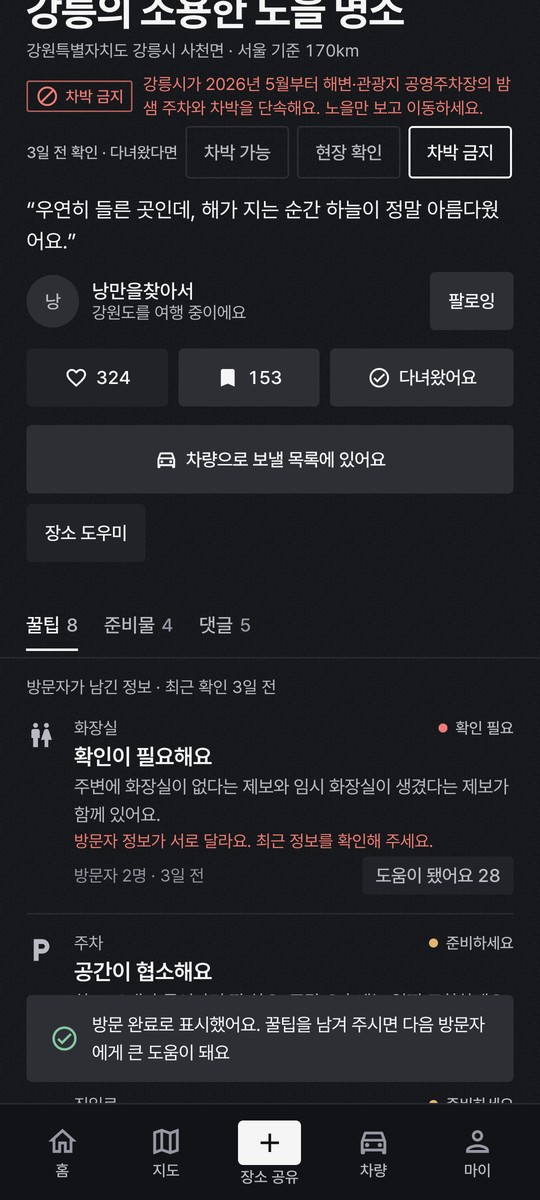 강릉의 조용한 노을 명소
강원특별자치도 강릉시 사천면 · 서울 기준 170km
차박 금지
강릉시가 2026년 5월부터 해변·관광지 공영주차장의 밤
샘 주차와 차박을 단속해요. 노을만 보고 이동하세요.
3일 전 확인 · 다녀왔다면
차박 가능
현장 확인
차박 금지
“우연히 들른 곳인데, 해가 지는 순간 하늘이 정말 아름다웠
어요.”
낭
낭만을찾아서
강원도를 여행 중이에요
팔로잉
324
153
다녀왔어요
차량으로 보낼 목록에 있어요
장소 도우미
꿀팁 8
준비물 4
댓글 5
방문자가 남긴 정보 · 최근 확인 3일 전
화장실
확인 필요
확인이 필요해요
주변에 화장실이 없다는 제보와 임시 화장실이 생겼다는 제보가
함께 있어요.
방문자 정보가 서로 달라요. 최근 정보를 확인해 주세요.
방문자 2명 · 3일 전
도움이 됐어요 28
P
주차
준비하세요
공간이 협소해요
방문 완료로 표시했어요. 꿀팁을 남겨 주시면 다음 방문자
에게 큰 도움이 돼요
홈
지도
장소 공유
차량
마이